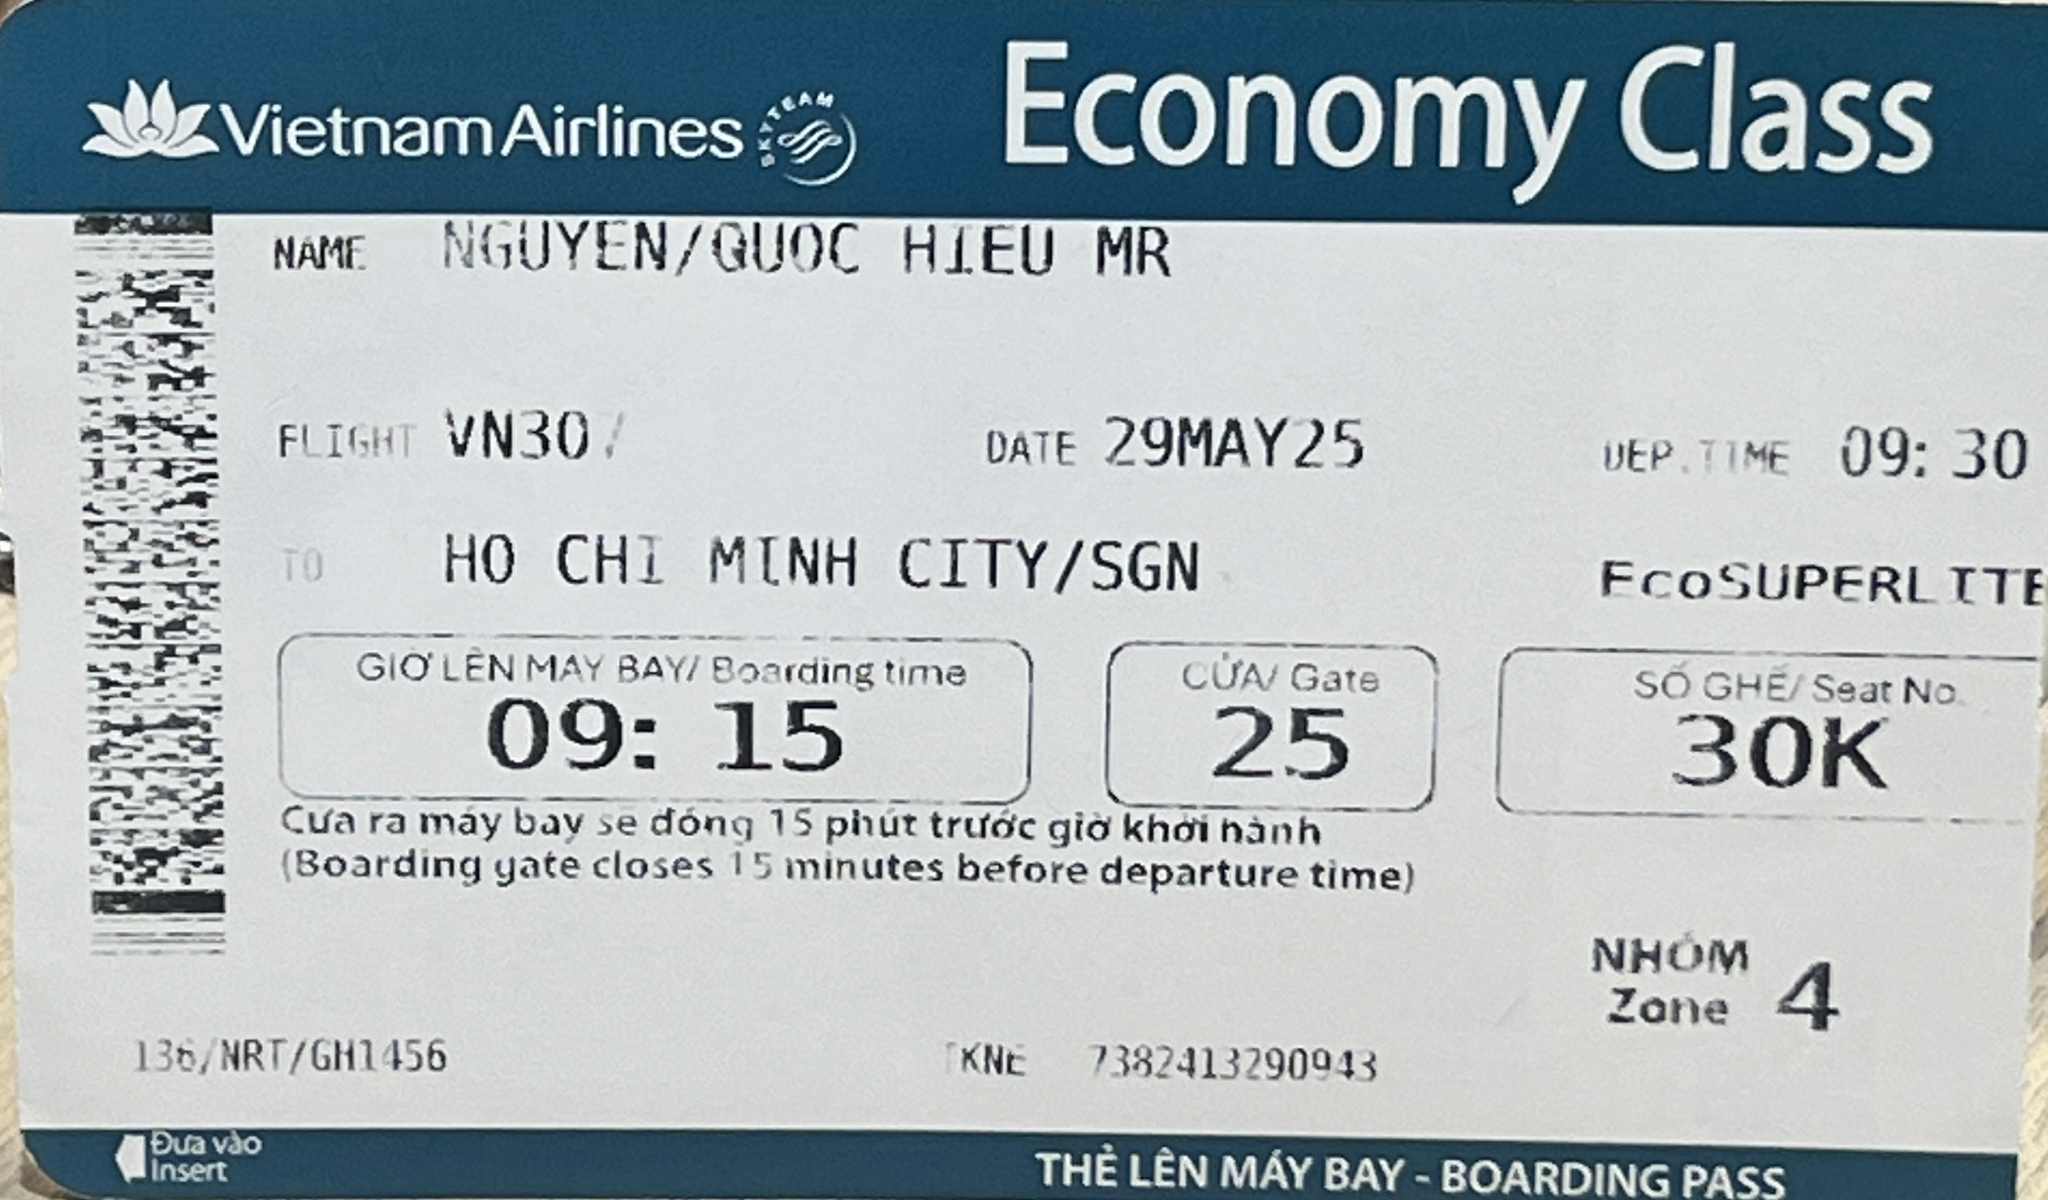 Vietnam Airlines SKYTEAM Economy Class
NAME NGUYEN/QUOC HIEU MR
FLIGHT VN307 DATE 29MAY25 DEP.TIME 09:30
TO HO CHI MINH CITY/SGN EcoSUPERLITE
GIỜ LÊN MÁY BAY/ Boarding time CỬA/ Gate SỐ GHẾ/ Seat No.
09:15 25 30K
Cửa ra máy bay sẽ đóng 15 phút trước giờ khởi hành
(Boarding gate closes 15 minutes before departure time)
NHÓM
Zone 4
136/NRT/GH1456 TKNE 7382413290943
Đưa vào
Insert
THẺ LÊN MÁY BAY - BOARDING PASS